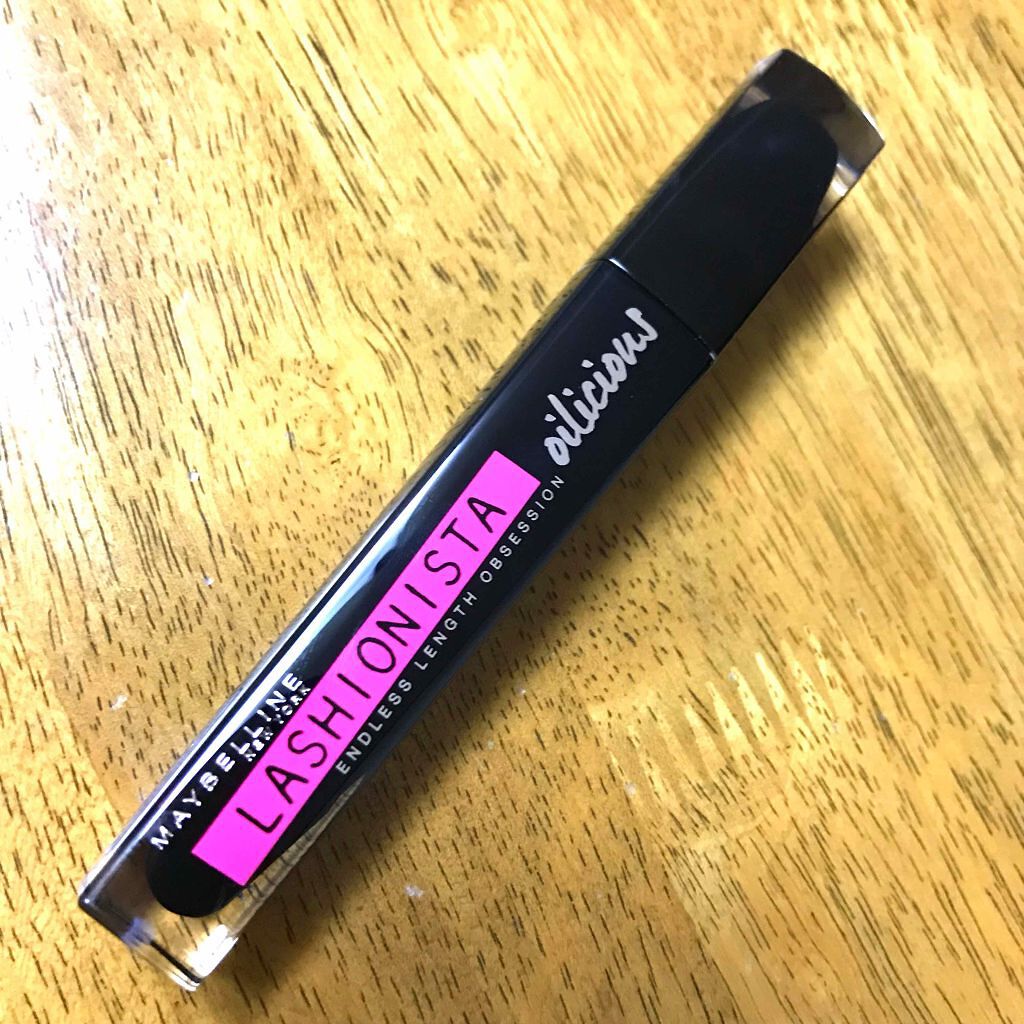 MAYBELLINE
NEW YORK
LASHIONISTA
oilicious
ENDLESS LENGTH OBSESSION